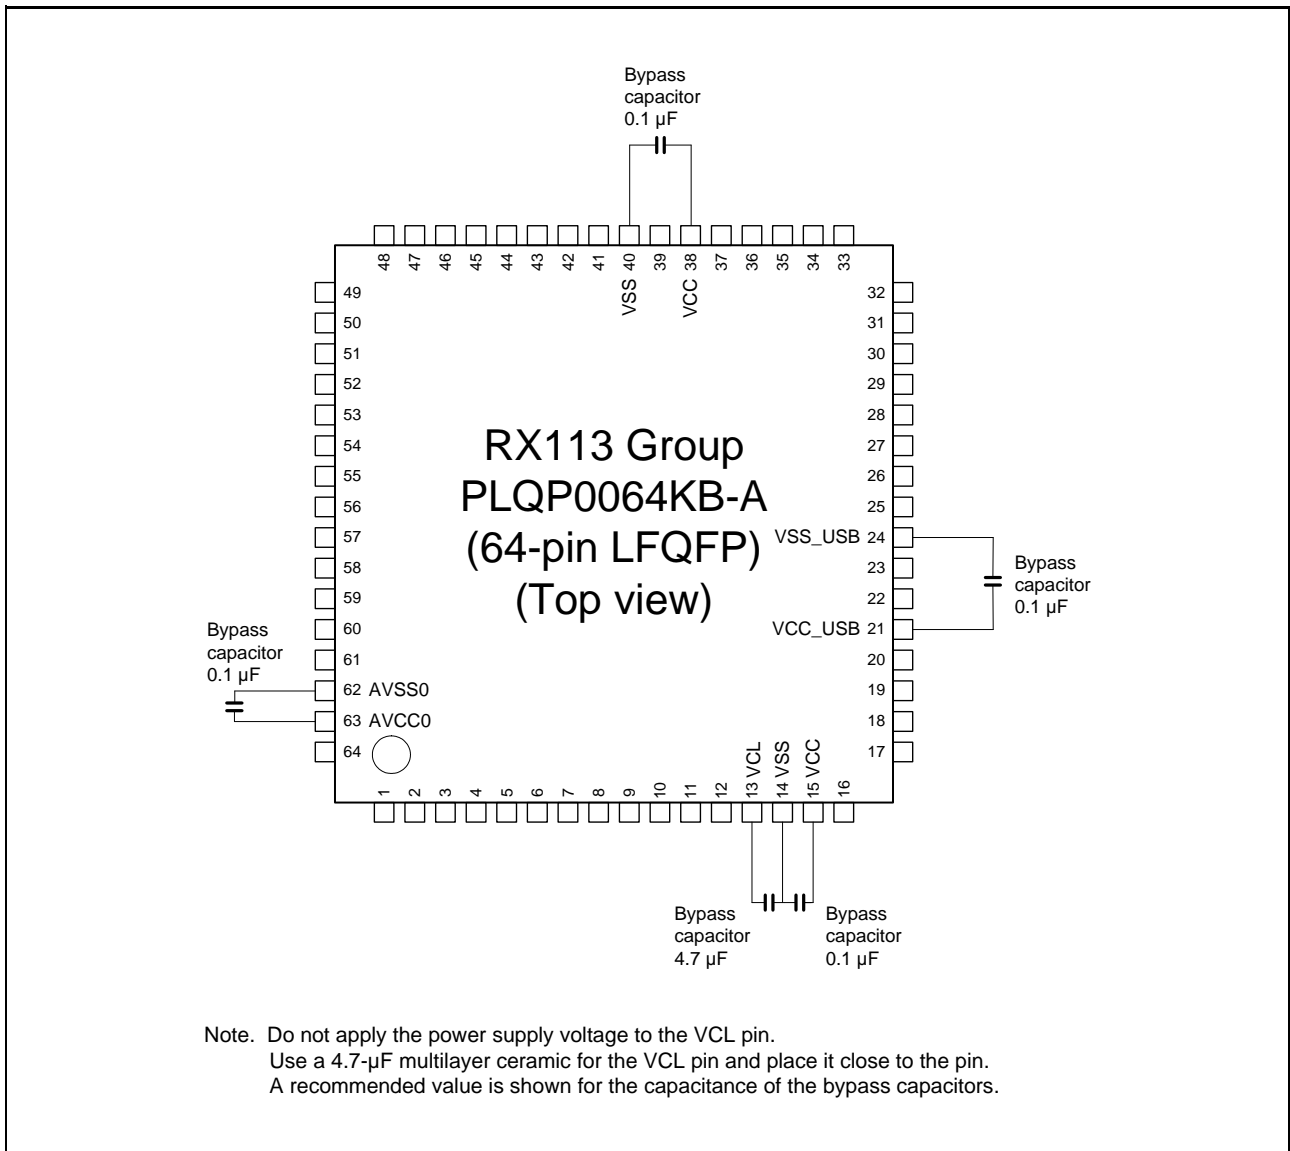 Bypass
capacitor
0.1 µF
48 47 46 45 44 43 42 41 40 39 38 37 36 35 34 33
VSS VCC
49 32
50 31
51 30
52 29
53 28
54 27
55 26
56 25
57 VSS_USB 24
58 23
59 22
60 VCC_USB 21
61 20
62 AVSS0 19
63 AVCC0 18
64 17
RX113 Group
PLQP0064KB-A
(64-pin LFQFP)
(Top view)
Bypass
capacitor
0.1 µF
Bypass
capacitor
0.1 µF
VCL VSS VCC
1 2 3 4 5 6 7 8 9 10 11 12 13 14 15 16
Bypass
capacitor
4.7 µF
Bypass
capacitor
0.1 µF
Note. Do not apply the power supply voltage to the VCL pin.
Use a 4.7-µF multilayer ceramic for the VCL pin and place it close to the pin.
A recommended value is shown for the capacitance of the bypass capacitors.